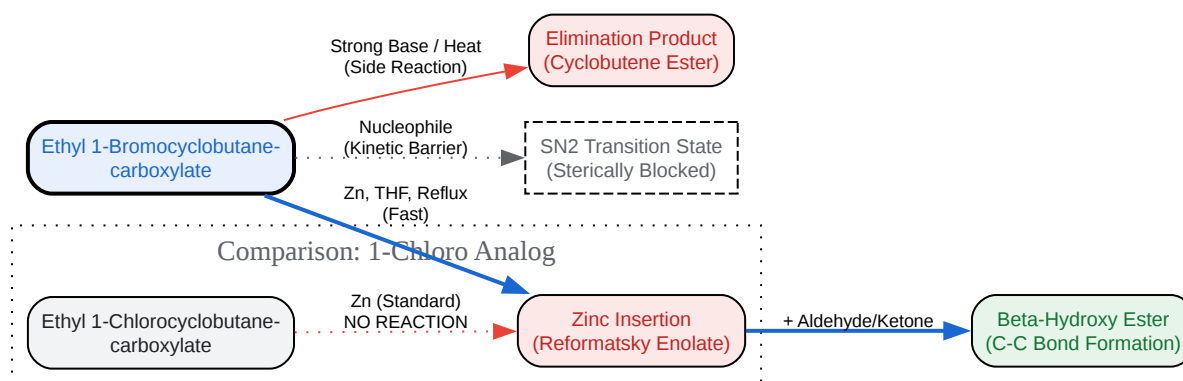 Strong Base / Heat
(Side Reaction)
Elimination Product
(Cyclobutene Ester)
Ethyl 1-Bromocyclobutane-
carboxylate
Nucleophile
(Kinetic Barrier)
SN2 Transition State
(Sterically Blocked)
Zn, THF, Reflux
(Fast)
Comparison: 1-Chloro Analog
Ethyl 1-Chlorocyclobutane-
carboxylate
Zn (Standard)
NO REACTION
Zinc Insertion
(Reformatsky Enolate)
+ Aldehyde/Ketone
Beta-Hydroxy Ester
(C-C Bond Formation)